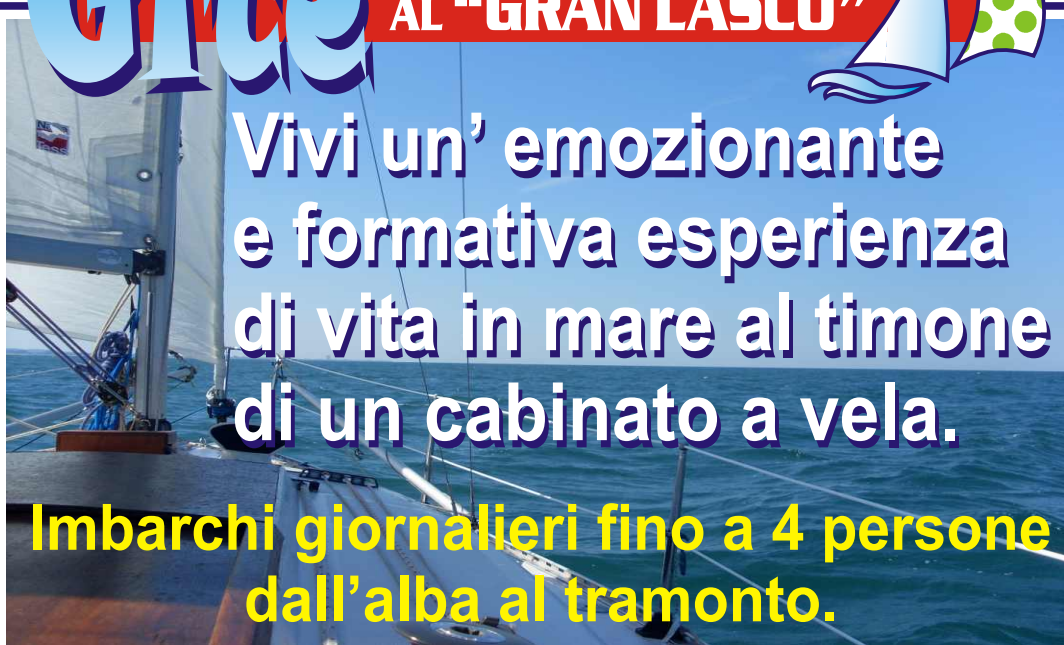 Gite
AL "GRAN LASCO"
Vivi un' emozionante
e formativa esperienza
di vita in mare al timone
di un cabinato a vela.
Imbarchi giornalieri fino a 4 persone
dall'alba al tramonto.